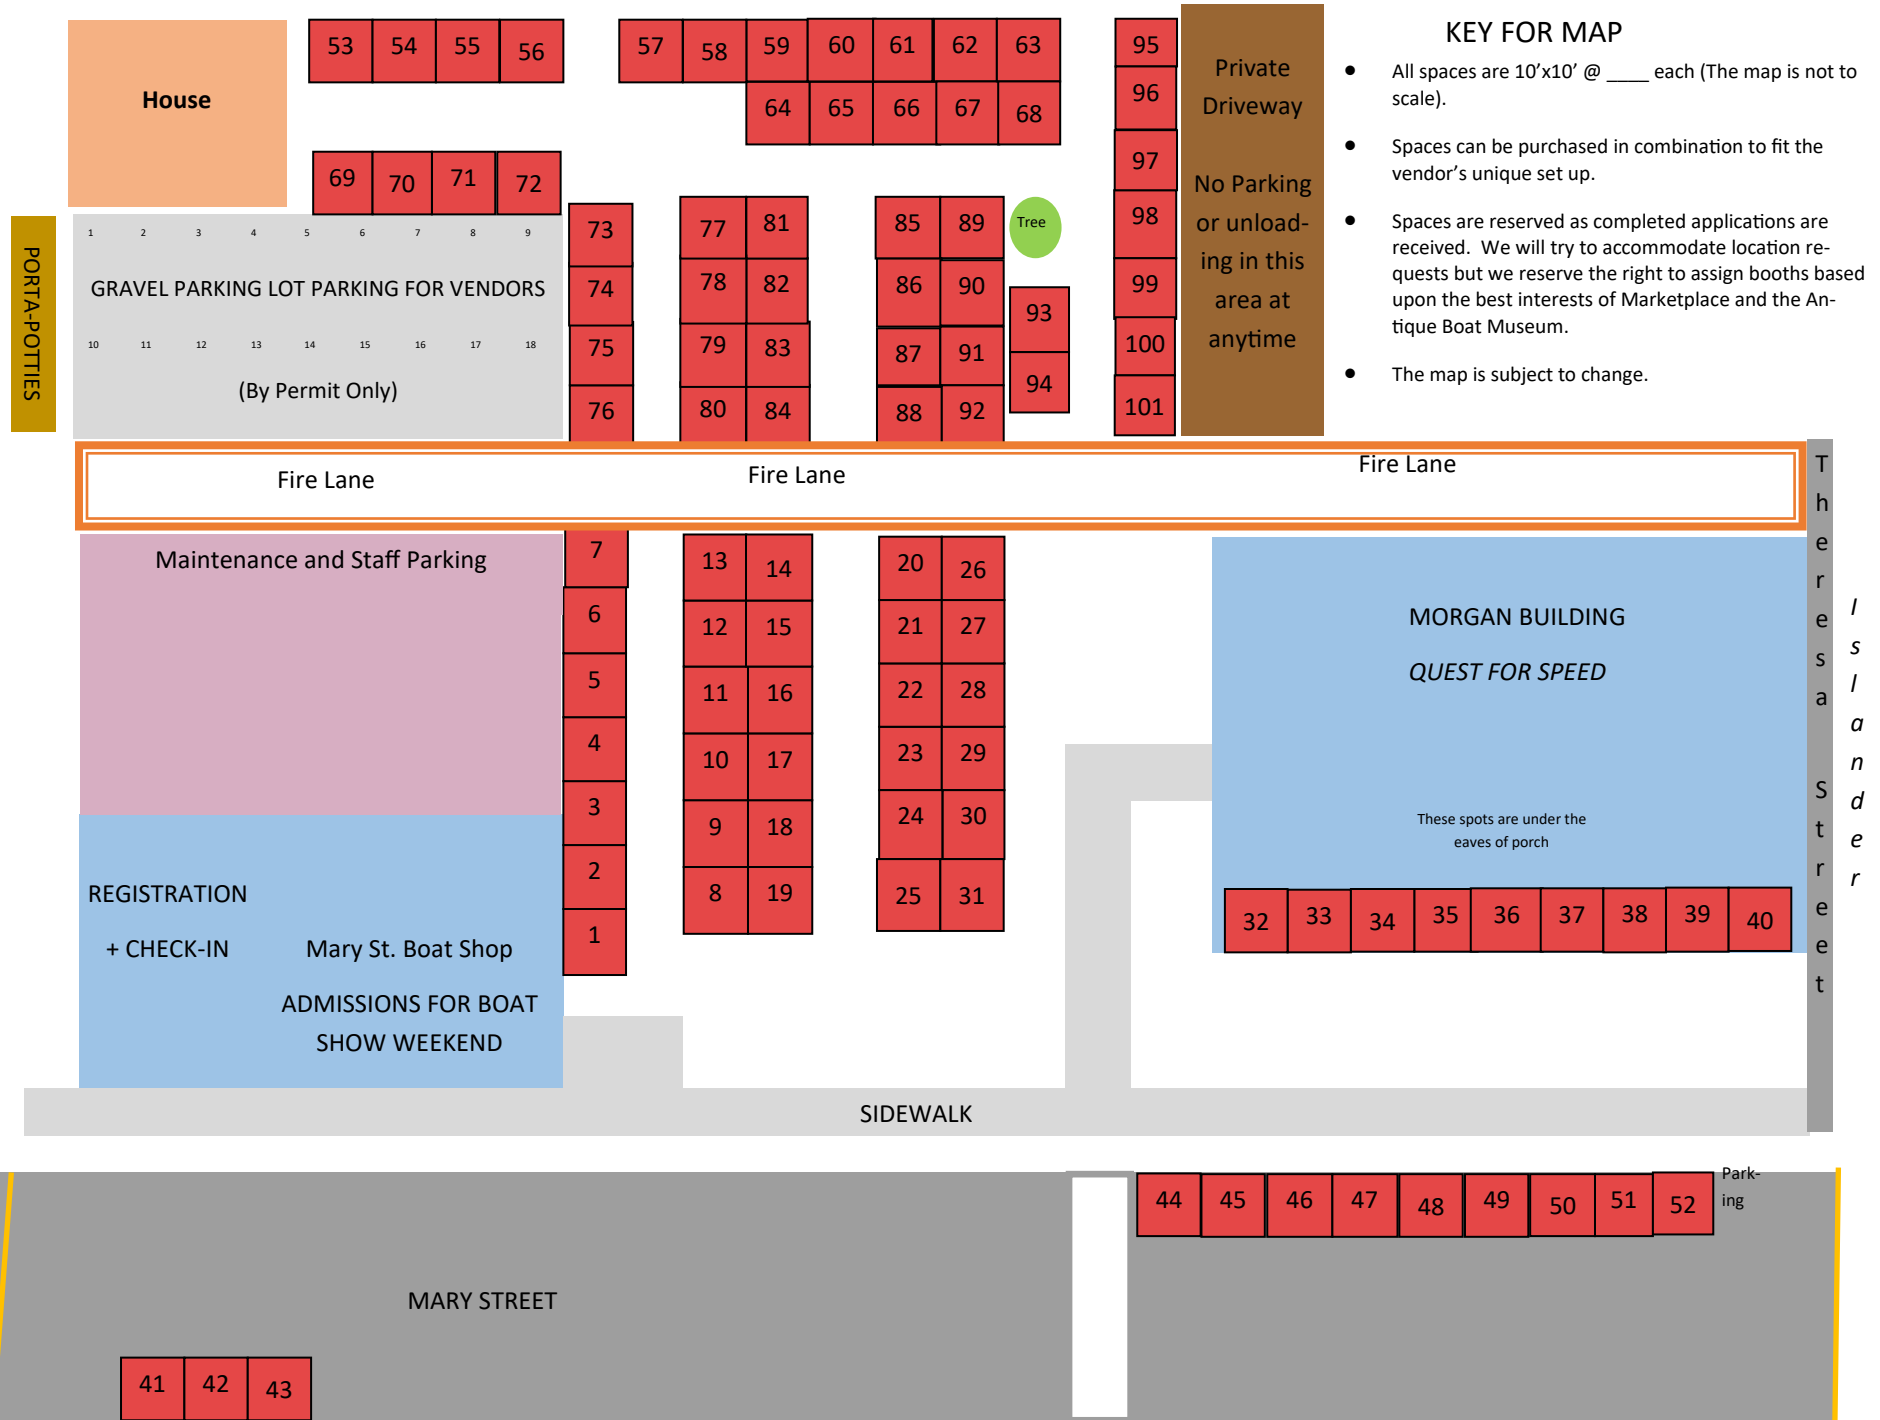 KEY FOR MAP
• All spaces are 10’x10’ @ ____ each (The map is not to
scale).
• Spaces can be purchased in combination to fit the
vendor’s unique set up.
• Spaces are reserved as completed applications are
received. We will try to accommodate location re-
quests but we reserve the right to assign booths based
upon the best interests of Marketplace and the An-
tique Boat Museum.
• The map is subject to change.
House
53 54 55 56
57 58 59 60 61 62 63
64 65 66 67 68
69 70 71 72
95
96
97
98
99
100
101
Private
Driveway
No Parking
or unload-
ing in this
area at
anytime
PORTA-POTTIES
1 2 3 4 5 6 7 8 9
GRAVEL PARKING LOT PARKING FOR VENDORS
10 11 12 13 14 15 16 17 18
(By Permit Only)
73
74
75
76
77 81
78 82
79 83
80 84
85 89
86 90
87 91
88 92
Tree
93
94
Fire Lane Fire Lane Fire Lane
Theresa Street
Islander
Maintenance and Staff Parking
7
6
5
4
3
2
1
13 14
12 15
11 16
10 17
9 18
8 19
20 26
21 27
22 28
23 29
24 30
25 31
MORGAN BUILDING
QUEST FOR SPEED
These spots are under the
eaves of porch
32 33 34 35 36 37 38 39 40
REGISTRATION
+ CHECK-IN
Mary St. Boat Shop
ADMISSIONS FOR BOAT
SHOW WEEKEND
SIDEWALK
44 45 46 47 48 49 50 51 52
Park-
ing
MARY STREET
41 42 43